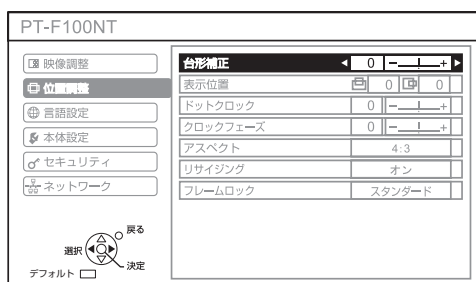 PT-F100NT
映像調整
位置調整
言語設定
本体設定
セキュリティ
ネットワーク
戻る
選択
決定
デフォルト
台形補正 0 - +
表示位置 0 0
ドットクロック 0 - +
クロックフェーズ 0 - +
アスペクト 4:3
リサイジング オン
フレームロック スタンダード